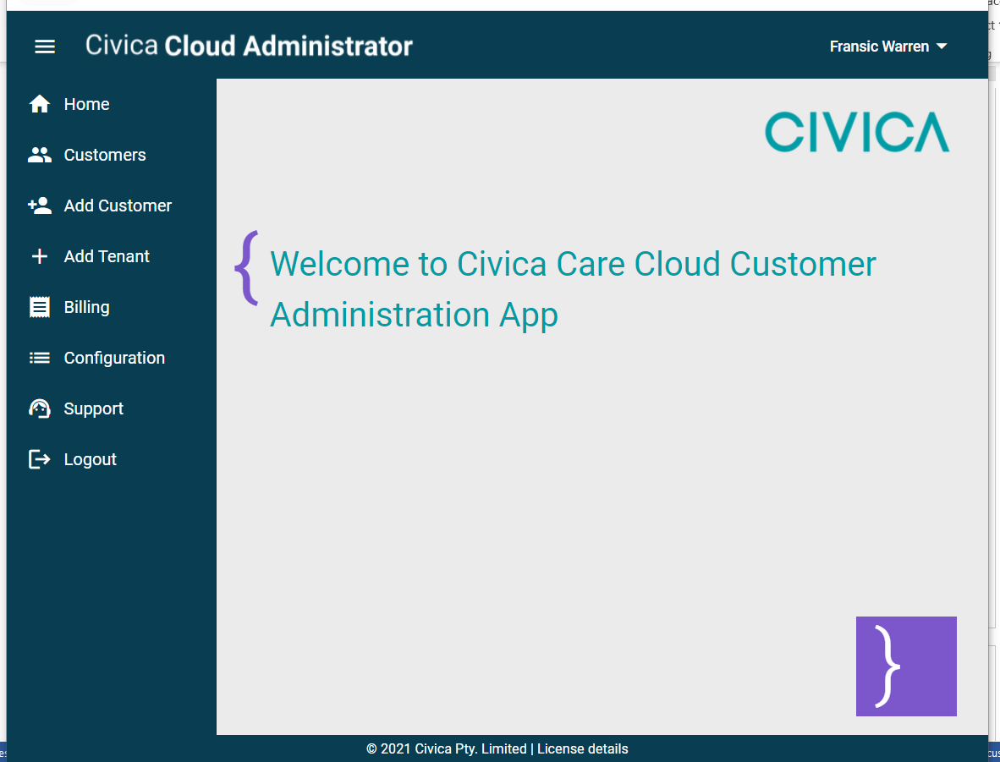 Civica Cloud Administrator
Fransic Warren
Home
Customers
Add Customer
Add Tenant
Billing
Configuration
Support
Logout
CIVICA
{ Welcome to Civica Care Cloud Customer
Administration App
}
© 2021 Civica Pty. Limited | License details